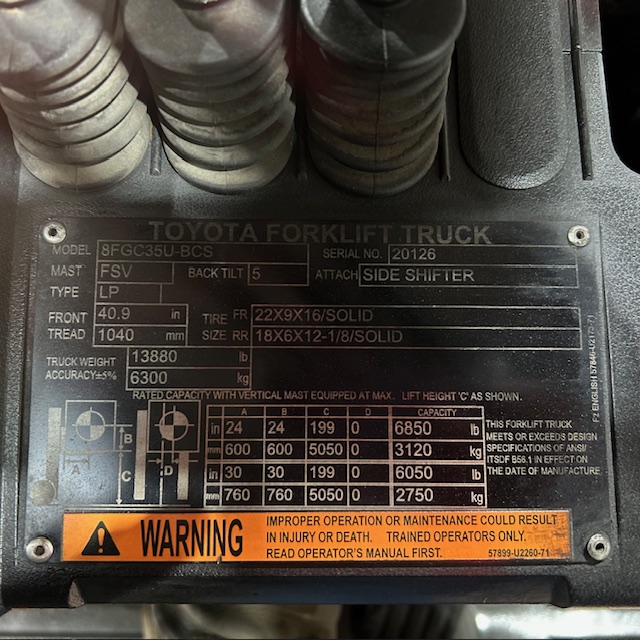 TOYOTA FORKLIFT TRUCK
MODEL 8FGC35U-BCS SERIAL NO. 20126
MAST FSV BACK TILT 5 ATTACH SIDE SHIFTER
TYPE LP
FRONT 40.9 in TIRE FR 22X9X16/SOLID
TREAD 1040 mm SIZE RR 18X6X12-1/8/SOLID
TRUCK WEIGHT 13880 lb
ACCURACY±5% 6300 kg
RATED CAPACITY WITH VERTICAL MAST EQUIPPED AT MAX. LIFT HEIGHT 'C' AS SHOWN.
A B C D CAPACITY
in 24 24 199 0 6850 lb
mm 600 600 5050 0 3120 kg
in 30 30 199 0 6050 lb
mm 760 760 5050 0 2750 kg
A B C D
THIS FORKLIFT TRUCK
MEETS OR EXCEEDS DESIGN
SPECIFICATIONS OF ANSI/
ITSDF B56.1 IN EFFECT ON
THE DATE OF MANUFACTURE
F2 ENGLISH
WARNING
IMPROPER OPERATION OR MAINTENANCE COULD RESULT
IN INJURY OR DEATH. TRAINED OPERATORS ONLY.
READ OPERATOR'S MANUAL FIRST. 57899-U2260-71